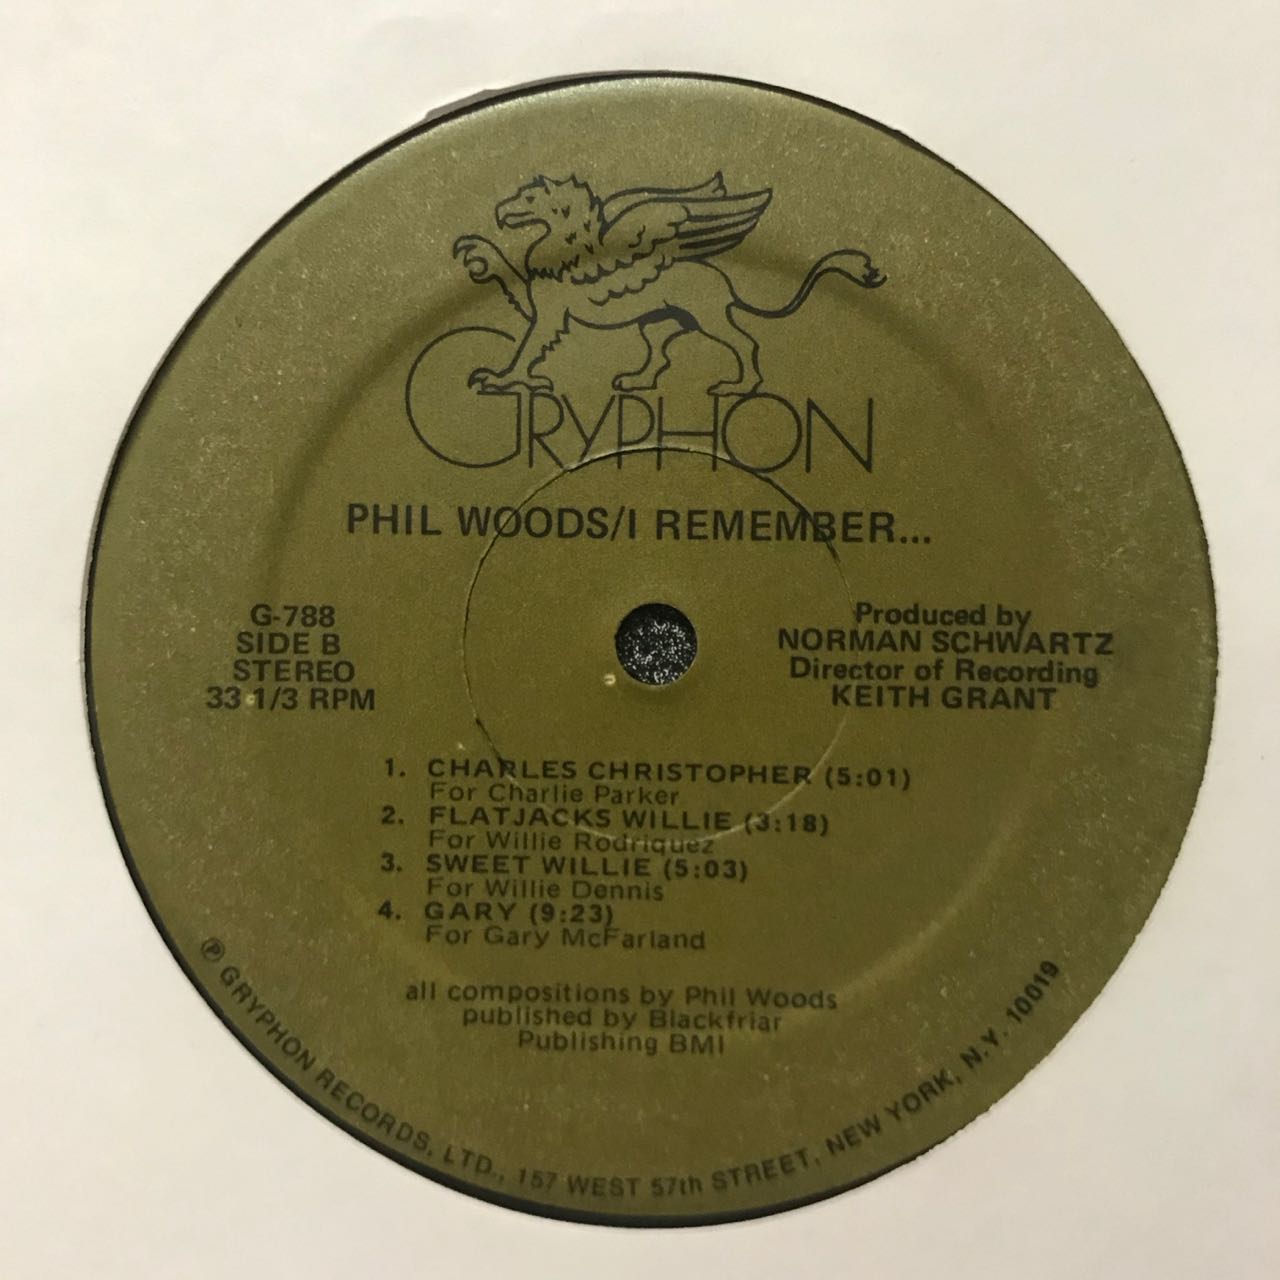 GRYPHON
PHIL WOODS/I REMEMBER...
G-788
SIDE B
STEREO
33 1/3 RPM
Produced by
NORMAN SCHWARTZ
Director of Recording
KEITH GRANT
1. CHARLES CHRISTOPHER (5:01)
For Charlie Parker
2. FLATJACKS WILLIE (3:18)
For Willie Rodriquez
3. SWEET WILLIE (5:03)
For Willie Dennis
4. GARY (9:23)
For Gary McFarland
all compositions by Phil Woods
published by Blackfriar
Publishing BMI
℗ GRYPHON RECORDS, LTD., 157 WEST 57th STREET, NEW YORK, N.Y. 10019